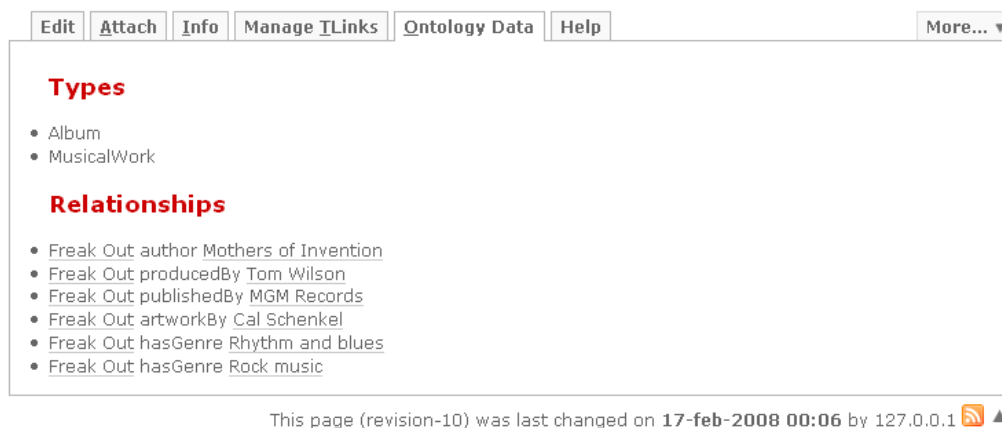 Edit Attach Info Manage TLinks Ontology Data Help More... ▼
Types
• Album
• MusicalWork
Relationships
• Freak Out author Mothers of Invention
• Freak Out producedBy Tom Wilson
• Freak Out publishedBy MGM Records
• Freak Out artworkBy Cal Schenkel
• Freak Out hasGenre Rhythm and blues
• Freak Out hasGenre Rock music
This page (revision-10) was last changed on 17-feb-2008 00:06 by 127.0.0.1